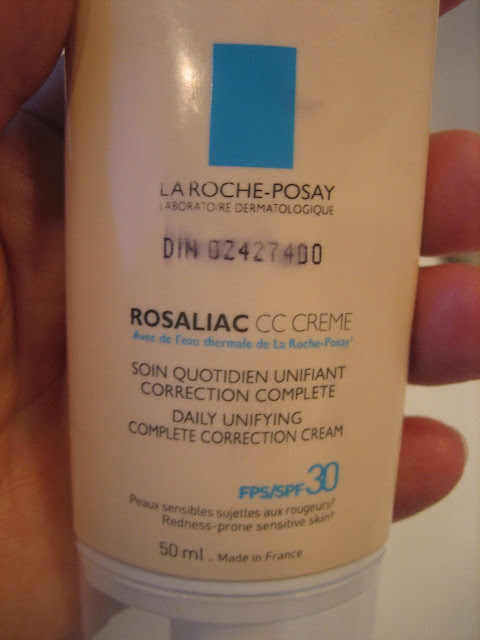 LA ROCHE-POSAY
LABORATOIRE DERMATOLOGIQUE
DIN 02427400
ROSALIAC CC CREME
Avec de l'eau thermale de La Roche-Posay¹
SOIN QUOTIDIEN UNIFIANT
CORRECTION COMPLETE
DAILY UNIFYING
COMPLETE CORRECTION CREAM
FPS/SPF 30
Peaux sensibles sujettes aux rougeurs²
Redness-prone sensitive skin²
50 ml . Made in France